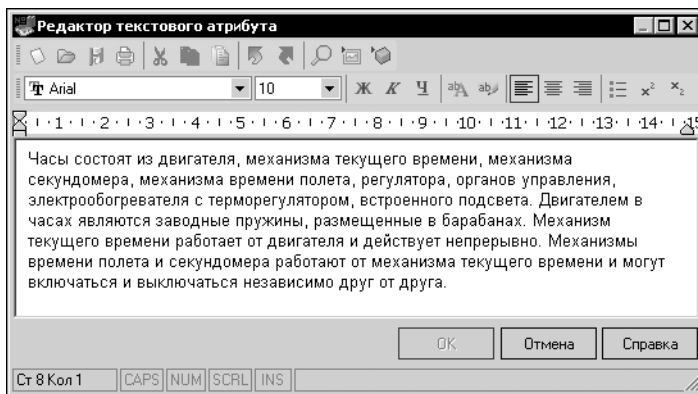 Редактор текстового атрибута
Arial 10 Ж К Ч
1 2 3 4 5 6 7 8 9 10 11 12 13 14 15
Часы состоят из двигателя, механизма текущего времени, механизма
секундомера, механизма времени полета, регулятора, органов управления,
электрообогревателя с терморегулятором, встроенного подсвета. Двигателем в
часах являются заводные пружины, размещенные в барабанах. Механизм
текущего времени работает от двигателя и действует непрерывно. Механизмы
времени полета и секундомера работают от механизма текущего времени и могут
включаться и выключаться независимо друг от друга.
OK Отмена Справка
Ст 8 Кол 1 CAPS NUM SCRL INS